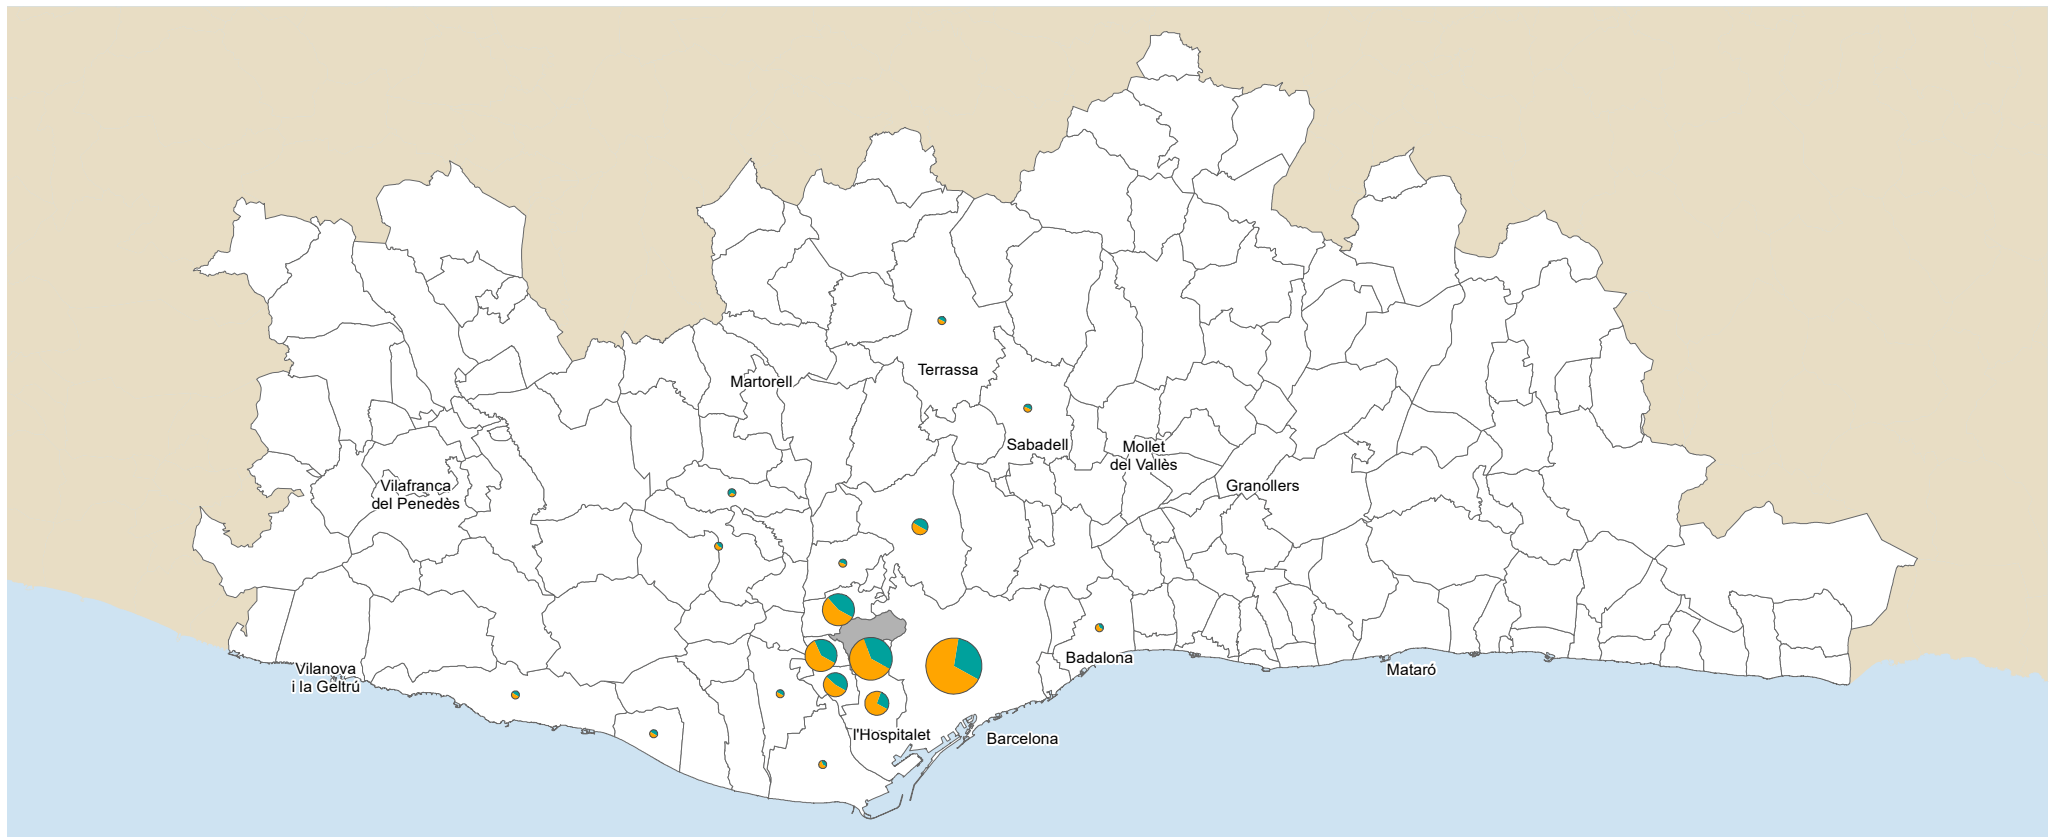 Terrassa
Martorell
Sabadell
Mollet
del Vallès
Vilafranca
del Penedès
Granollers
Badalona
Vilanova
i la Geltrú
Mataró
l'Hospitalet
Barcelona